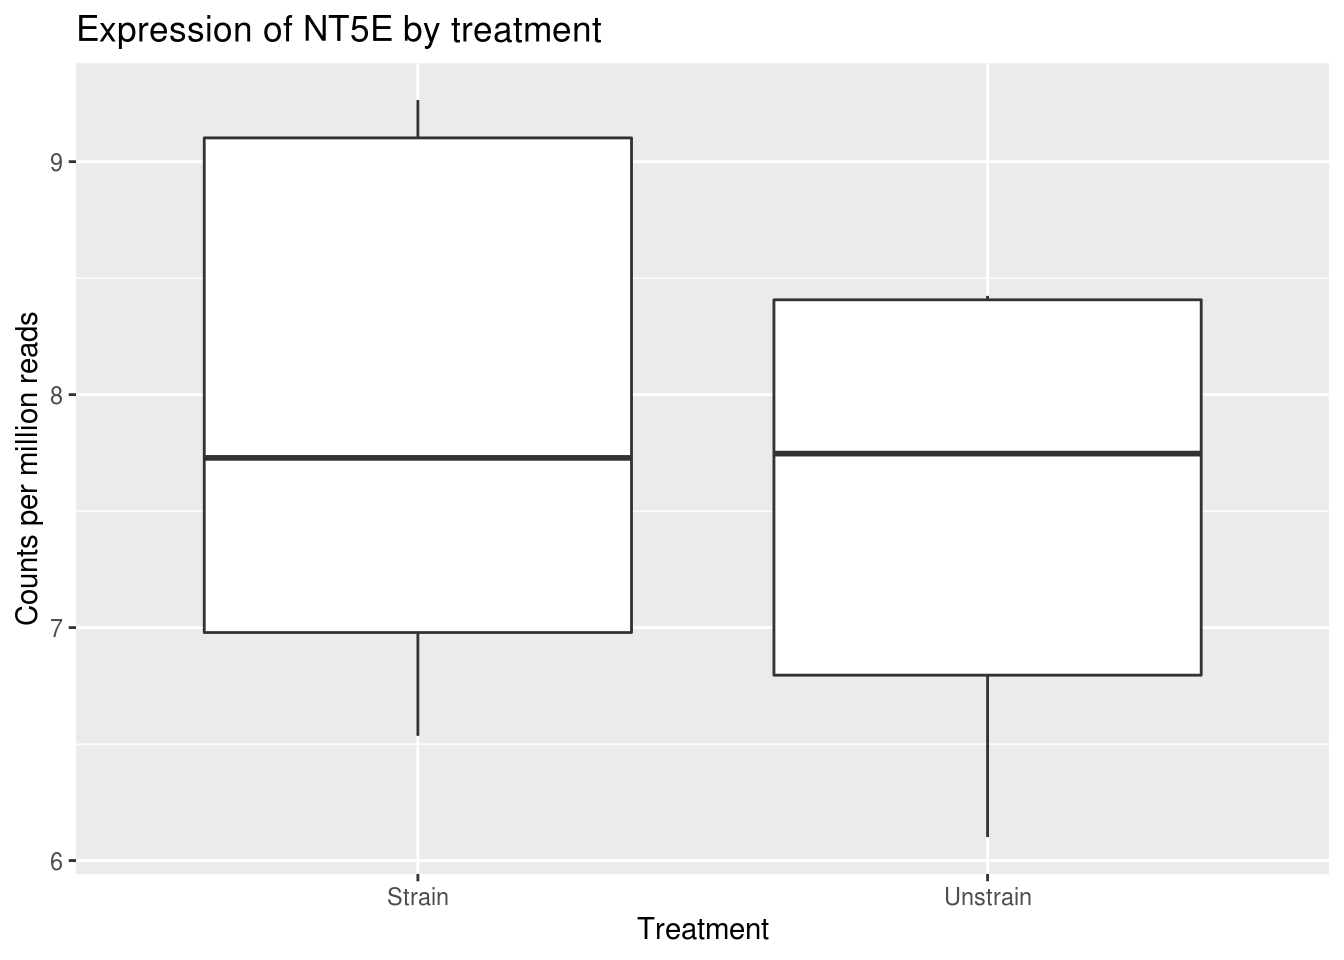 Expression of NT5E by treatment
Counts per million reads
9
8
7
6
Strain
Unstrain
Treatment